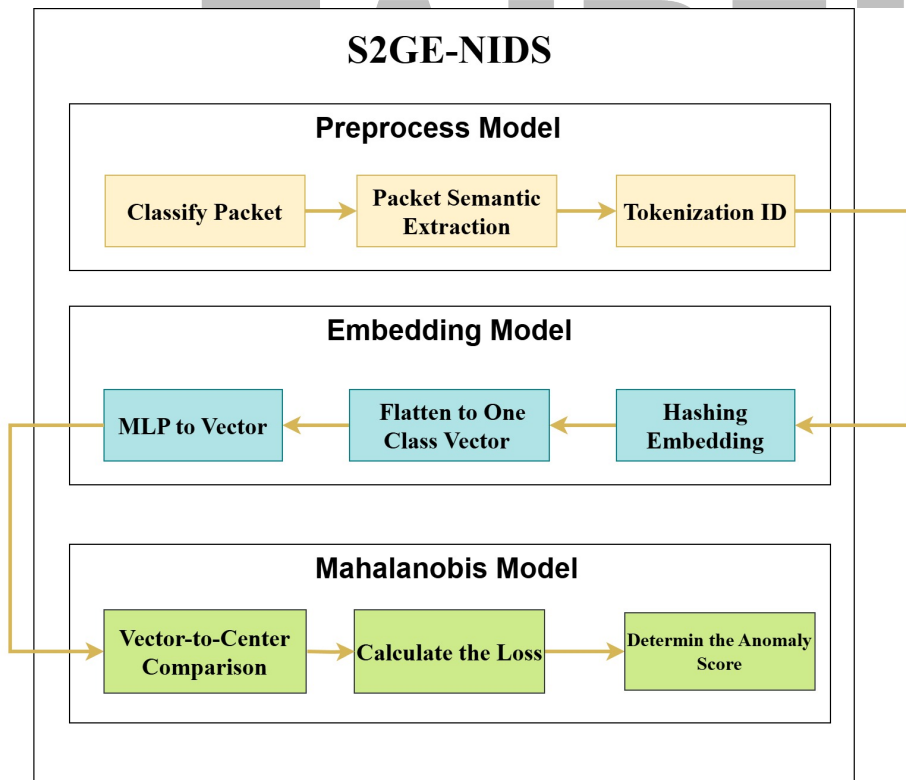 S2GE-NIDS
Preprocess Model
Classify Packet
Packet Semantic
Extraction
Tokenization ID
Embedding Model
MLP to Vector
Flatten to One
Class Vector
Hashing
Embedding
Mahalanobis Model
Vector-to-Center
Comparison
Calculate the Loss
Determin the Anomaly
Score